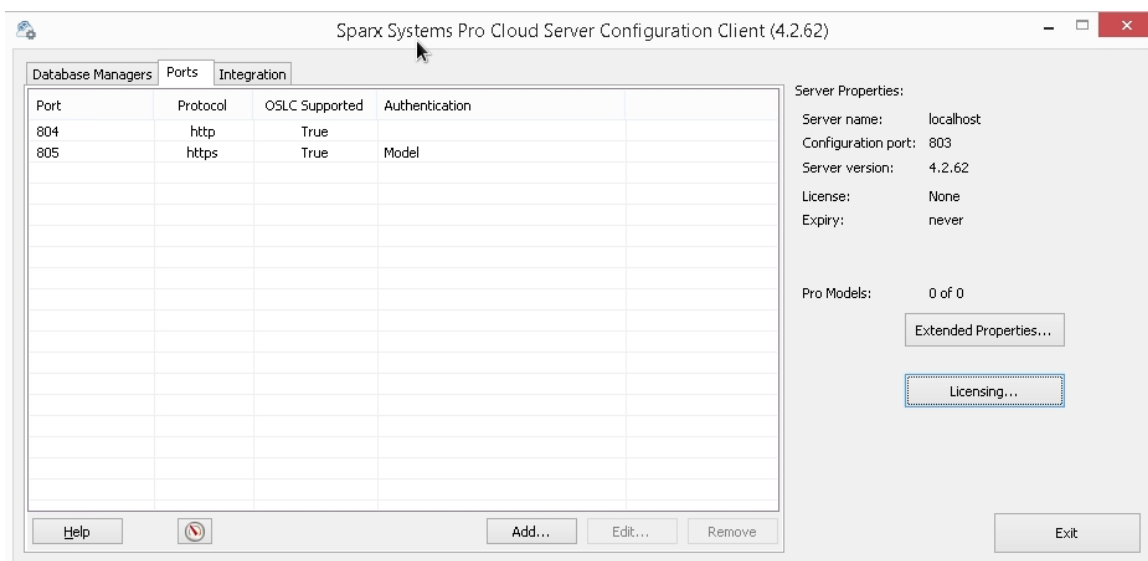 Sparx Systems Pro Cloud Server Configuration Client (4.2.62)
Database Managers Ports Integration
Port Protocol OSLC Supported Authentication
804 http True
805 https True Model
Server Properties:
Server name: localhost
Configuration port: 803
Server version: 4.2.62
License: None
Expiry: never
Pro Models: 0 of 0
Extended Properties...
Licensing...
Help Add... Edit... Remove
Exit